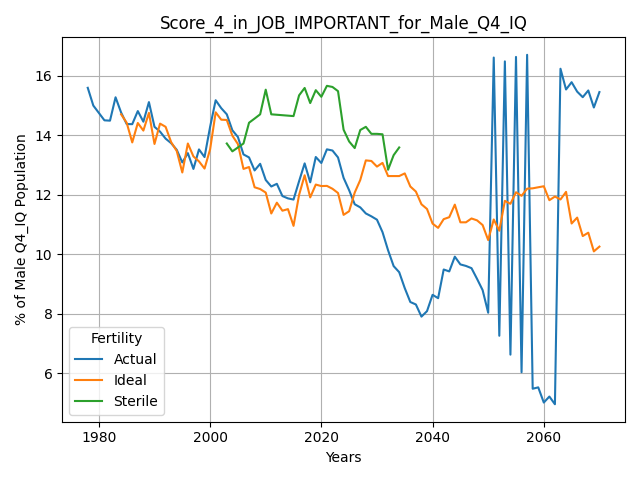 Score_4_in_JOB_IMPORTANT_for_Male_Q4_IQ
% of Male Q4_IQ Population
16
14
12
10
8
6
Fertility
Actual
Ideal
Sterile
1980 2000 2020 2040 2060
Years